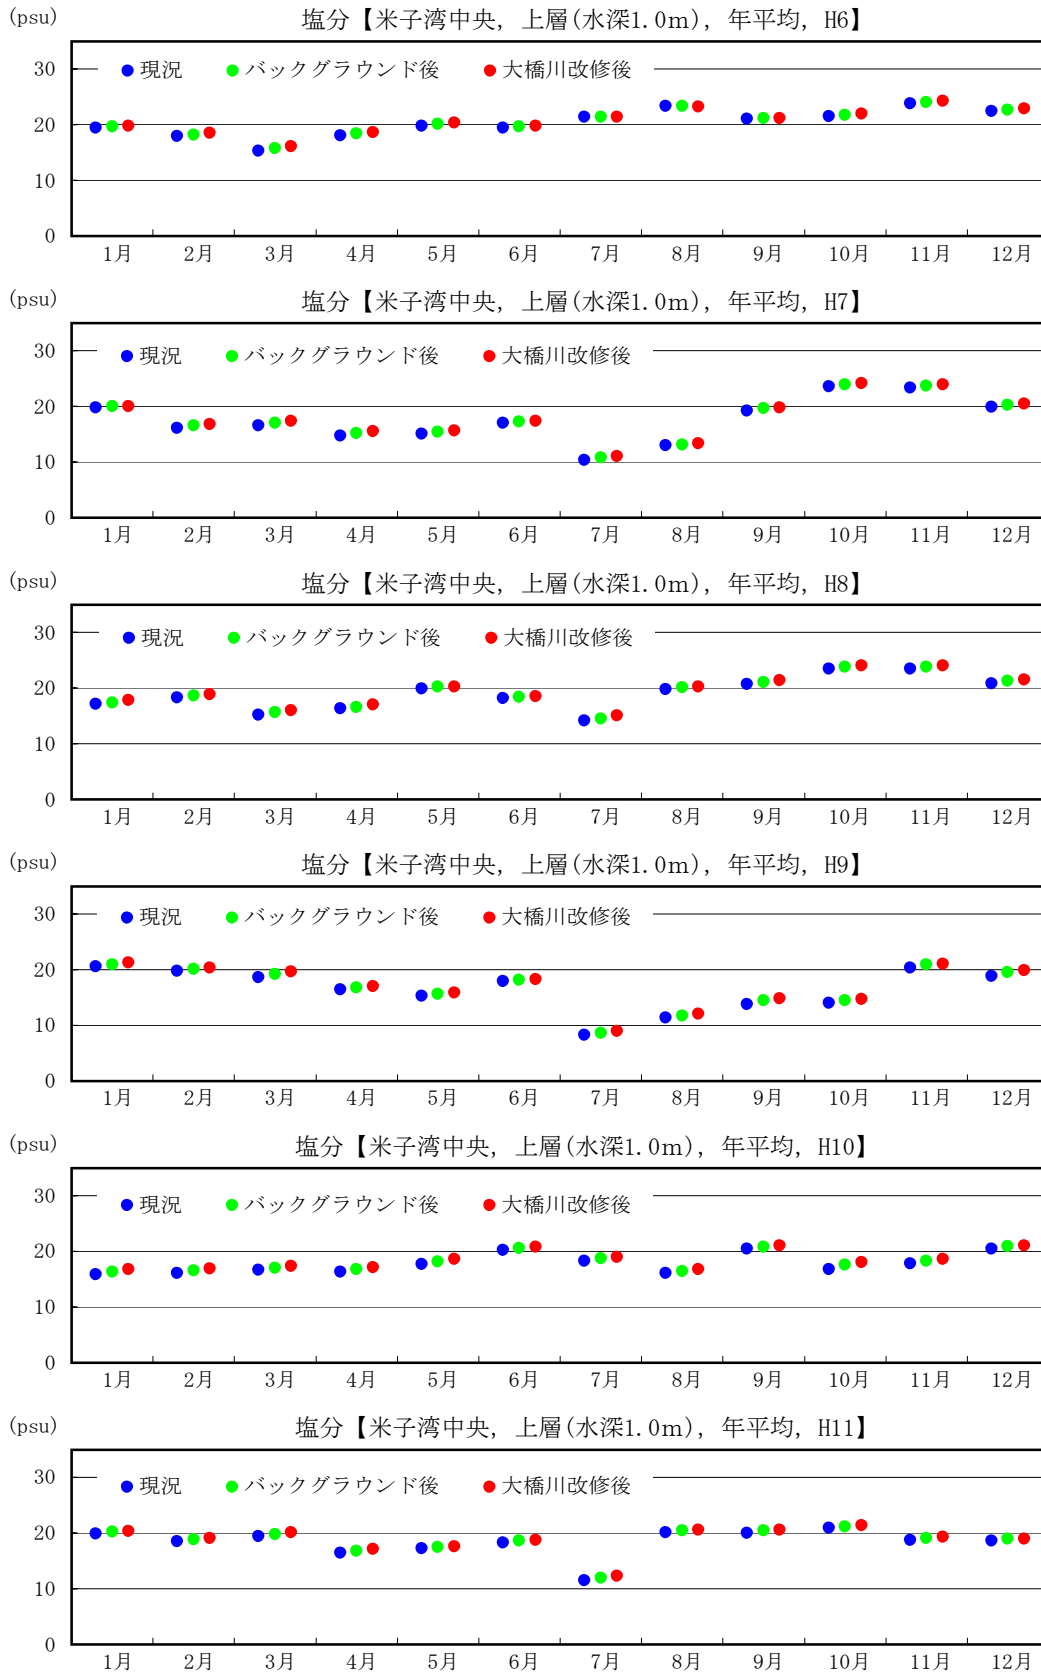 (psu) 塩分【米子湾中央, 上層(水深1.0m), 年平均, H6】
30 現況 バックグラウンド後 大橋川改修後
20
10
0
1月 2月 3月 4月 5月 6月 7月 8月 9月 10月 11月 12月
(psu) 塩分【米子湾中央, 上層(水深1.0m), 年平均, H7】
30 現況 バックグラウンド後 大橋川改修後
20
10
0
1月 2月 3月 4月 5月 6月 7月 8月 9月 10月 11月 12月
(psu) 塩分【米子湾中央, 上層(水深1.0m), 年平均, H8】
30 現況 バックグラウンド後 大橋川改修後
20
10
0
1月 2月 3月 4月 5月 6月 7月 8月 9月 10月 11月 12月
(psu) 塩分【米子湾中央, 上層(水深1.0m), 年平均, H9】
30 現況 バックグラウンド後 大橋川改修後
20
10
0
1月 2月 3月 4月 5月 6月 7月 8月 9月 10月 11月 12月
(psu) 塩分【米子湾中央, 上層(水深1.0m), 年平均, H10】
30 現況 バックグラウンド後 大橋川改修後
20
10
0
1月 2月 3月 4月 5月 6月 7月 8月 9月 10月 11月 12月
(psu) 塩分【米子湾中央, 上層(水深1.0m), 年平均, H11】
30 現況 バックグラウンド後 大橋川改修後
20
10
0
1月 2月 3月 4月 5月 6月 7月 8月 9月 10月 11月 12月